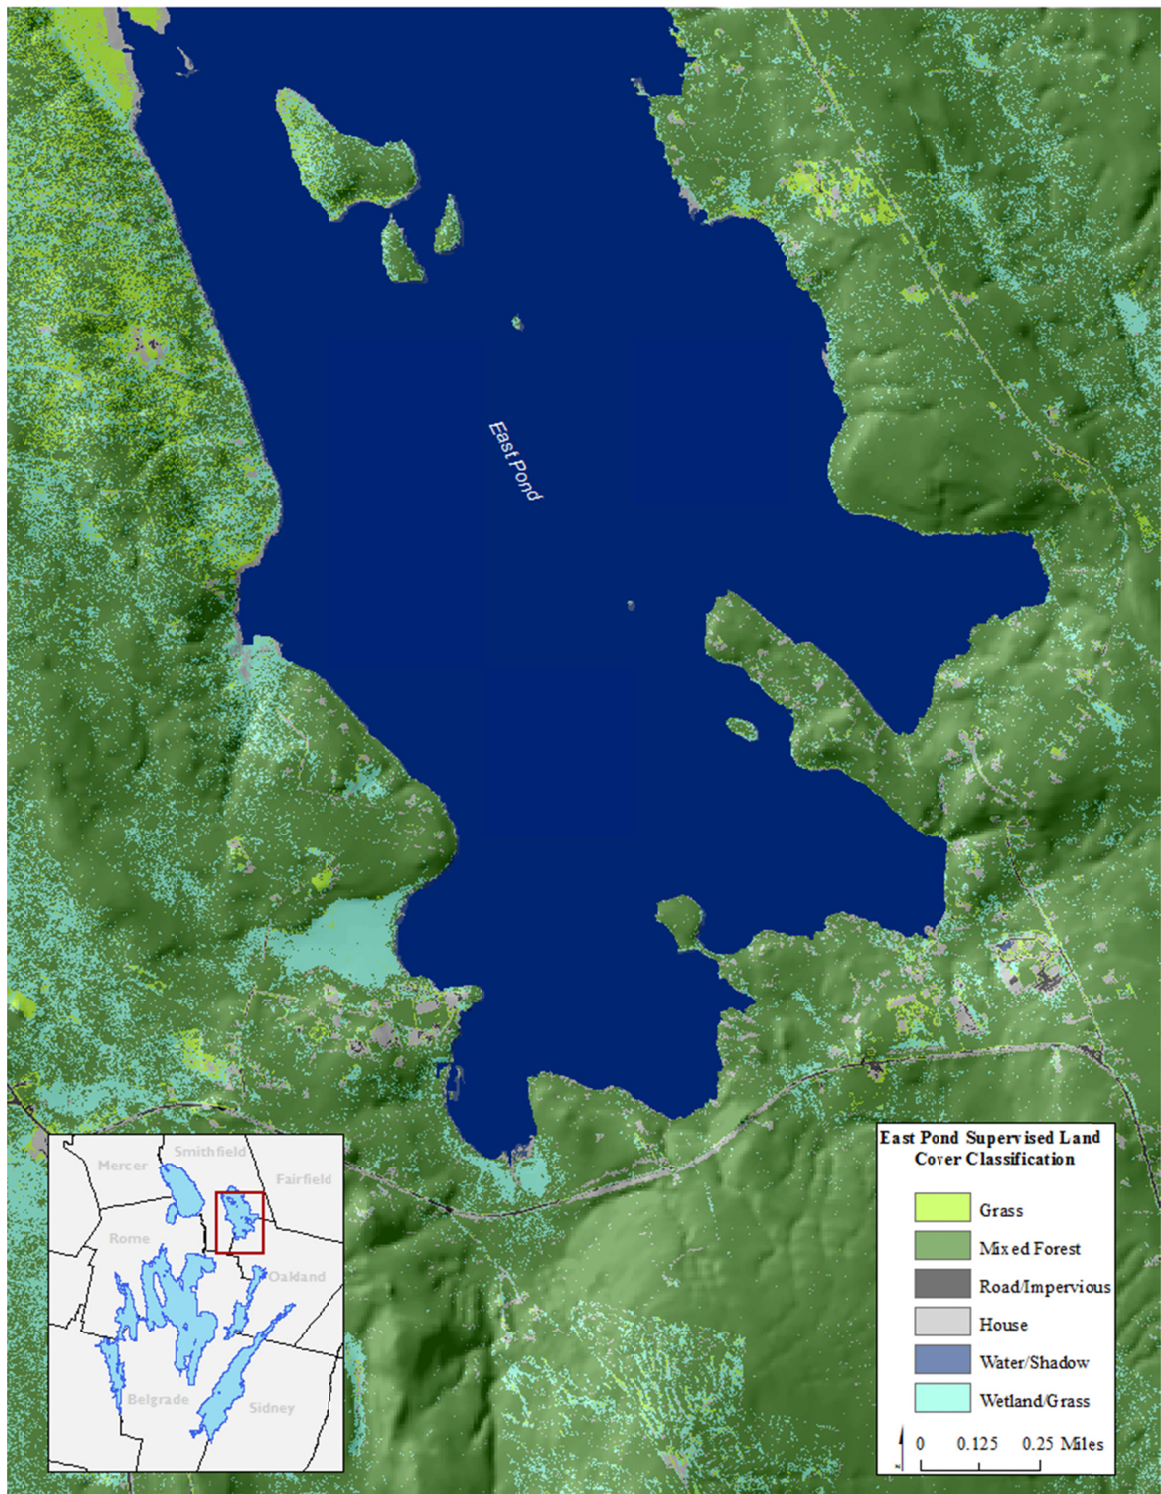 East Pond
Mercer
Smithfield
Fairfield
Rome
Oakland
Belgrade
Sidney
East Pond Supervised Land
Cover Classification
Grass
Mixed Forest
Road/Impervious
House
Water/Shadow
Wetland/Grass
N
0 0.125 0.25 Miles